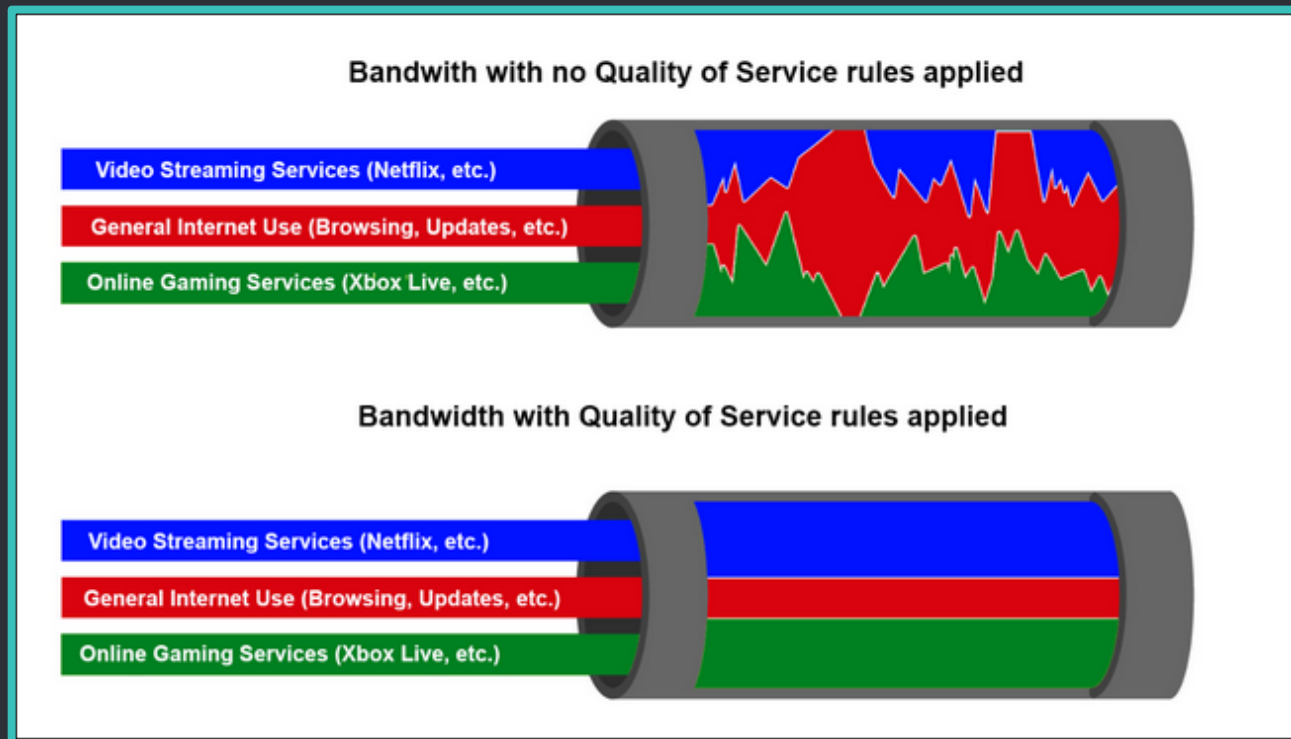 Bandwith with no Quality of Service rules applied
Video Streaming Services (Netflix, etc.)
General Internet Use (Browsing, Updates, etc.)
Online Gaming Services (Xbox Live, etc.)
Bandwidth with Quality of Service rules applied
Video Streaming Services (Netflix, etc.)
General Internet Use (Browsing, Updates, etc.)
Online Gaming Services (Xbox Live, etc.)